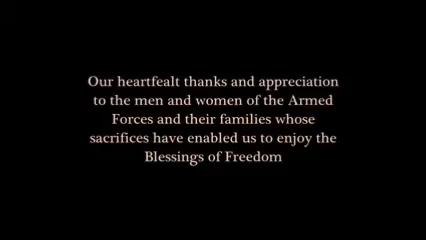 Our heartfealt thanks and appreciation
to the men and women of the Armed
Forces and their families whose
sacrifices have enabled us to enjoy the
Blessings of Freedom